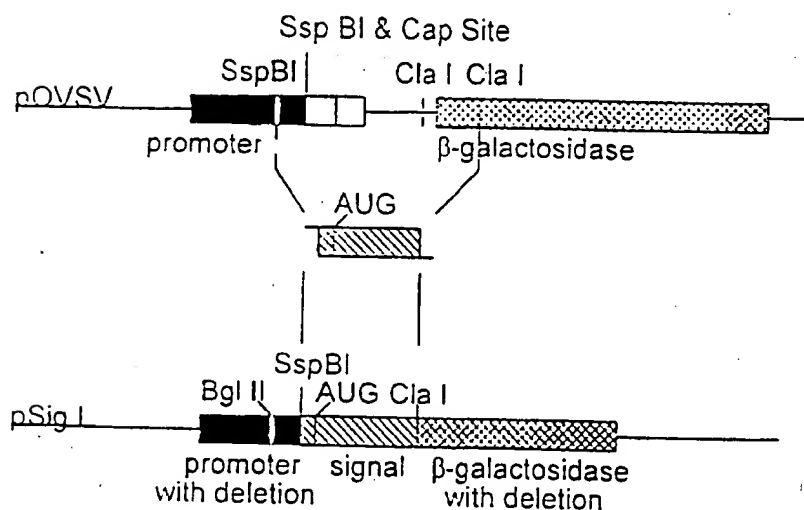 Ssp BI & Cap Site
SspBI
Cla I Cla I
pOVSV
promoter
β-galactosidase
AUG
SspBI
Bgl II
AUG Cla I
pSig I
promoter with deletion
signal
β-galactosidase with deletion